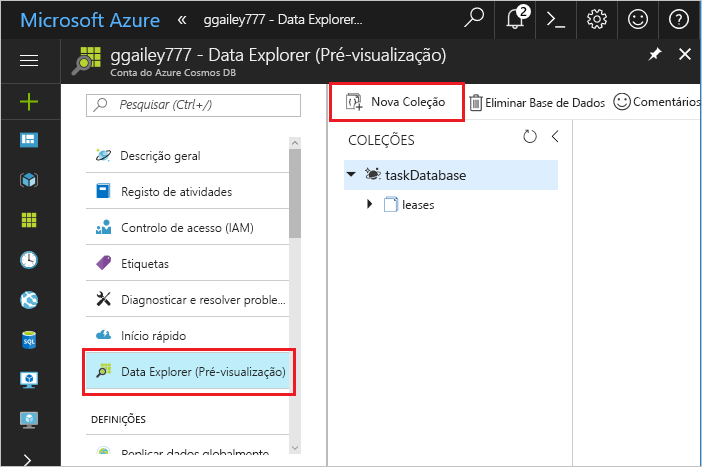 Microsoft Azure « ggailey777 - Data Explorer... 2 >_ ?
ggailey777 - Data Explorer (Pré-visualização)
Conta do Azure Cosmos DB
Pesquisar (Ctrl+/)
Nova Coleção Eliminar Base de Dados Comentários
Descrição geral
Registo de atividades
Controlo de acesso (IAM)
Etiquetas
Diagnosticar e resolver proble...
Início rápido
Data Explorer (Pré-visualização)
DEFINIÇÕES
Replicar dados globalmente
COLEÇÕES
taskDatabase
leases
SQL